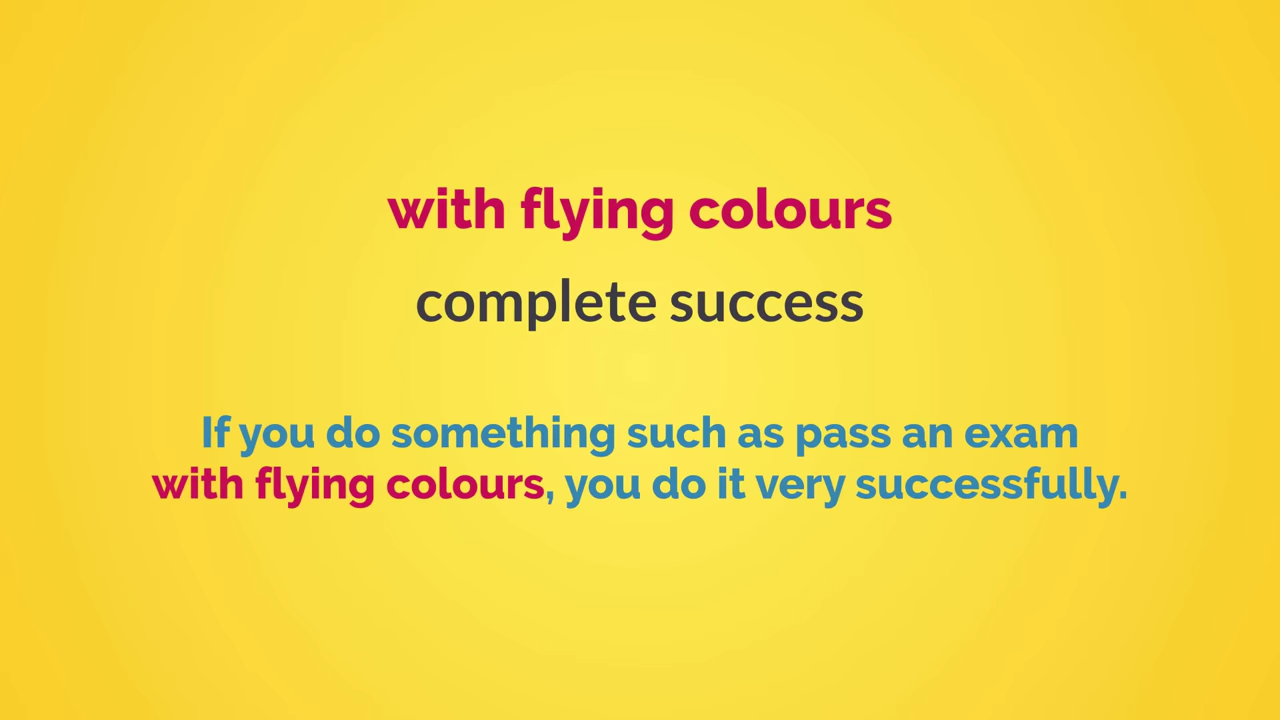 with flying colours
complete success
If you do something such as pass an exam
with flying colours, you do it very successfully.